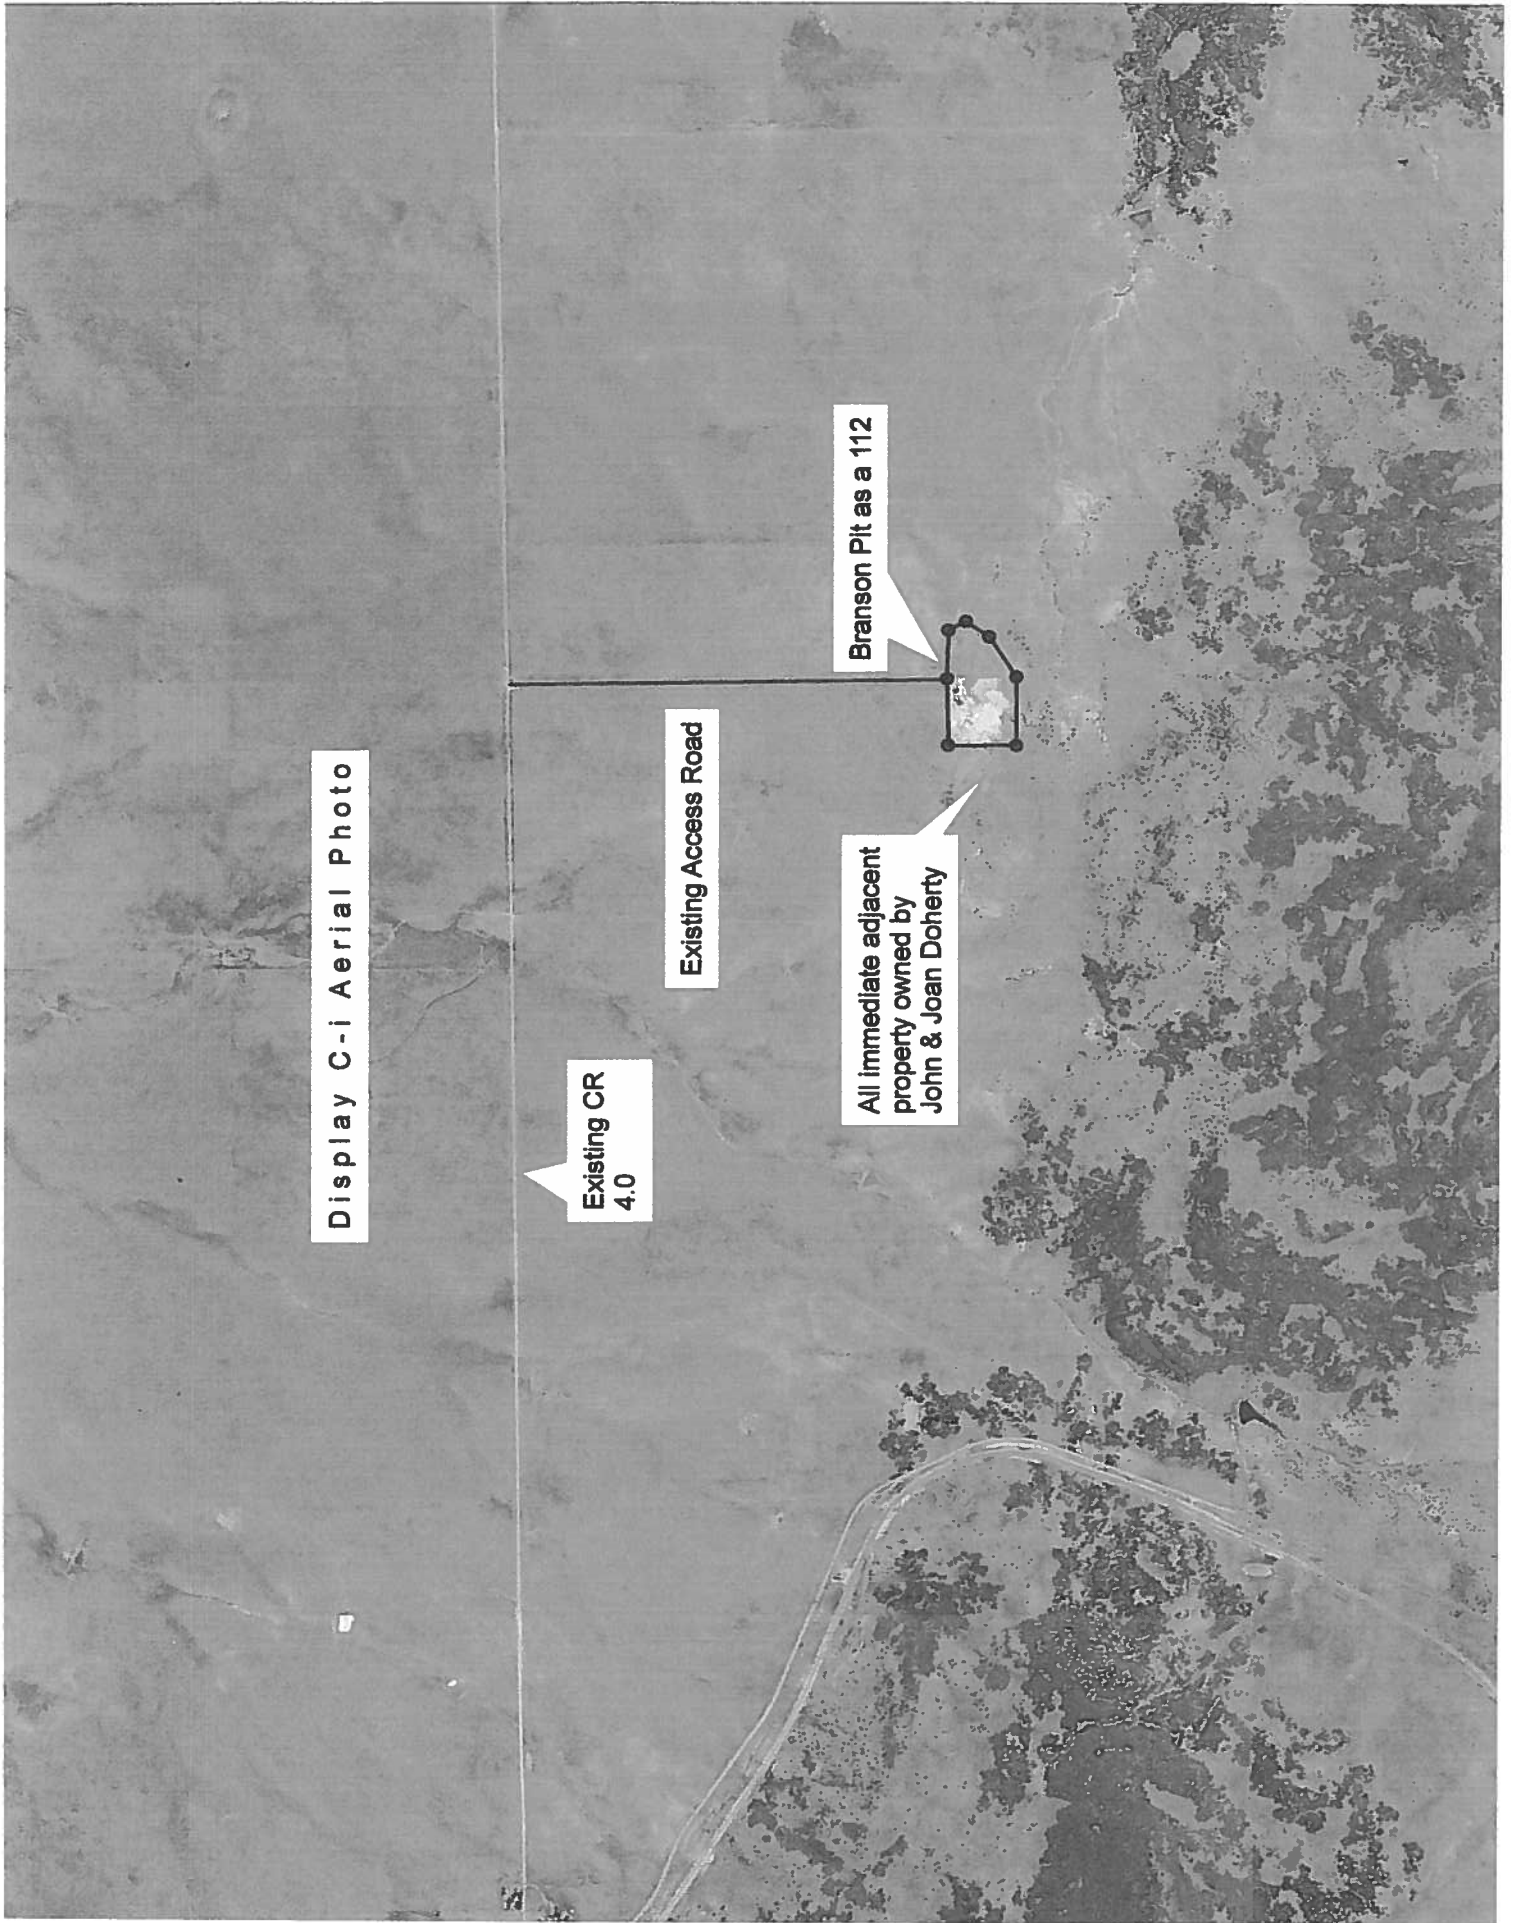 Display C-i Aerial Photo
Existing CR
4.0
Existing Access Road
Branson Pit as a 112
All immediate adjacent
property owned by
John & Joan Doherty